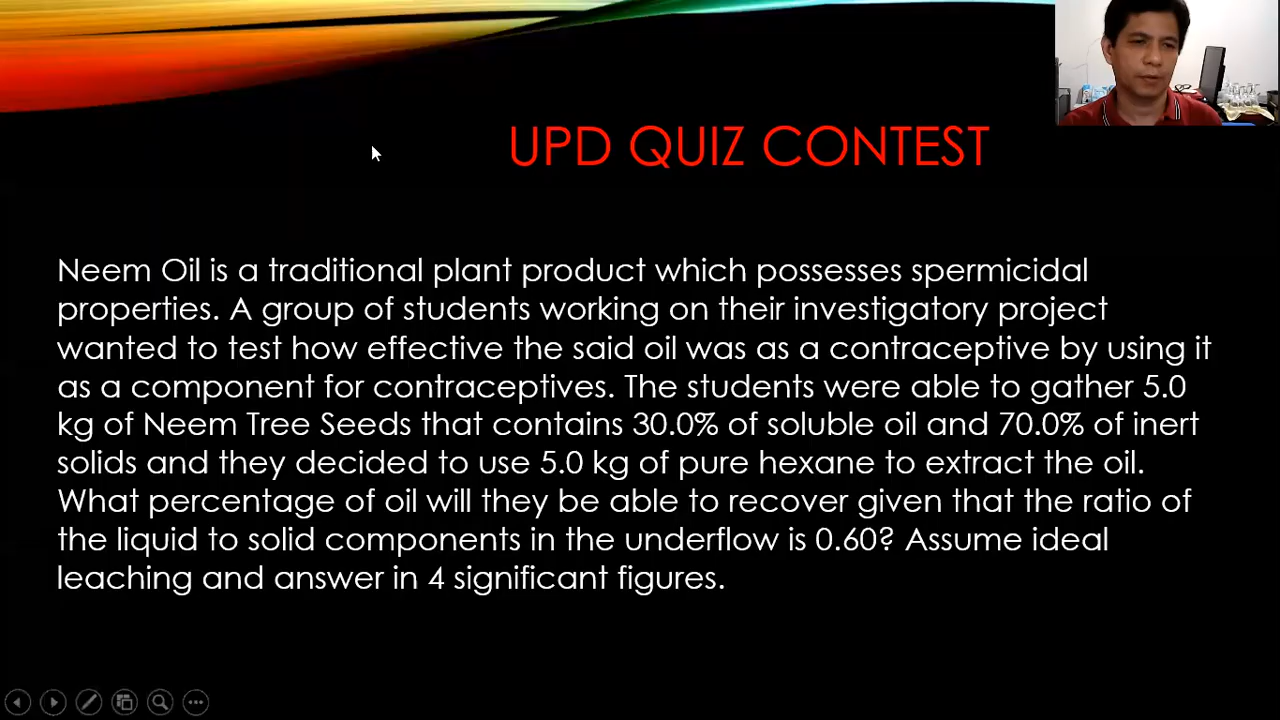 UPD QUIZ CONTEST
Neem Oil is a traditional plant product which possesses spermicidal
properties. A group of students working on their investigatory project
wanted to test how effective the said oil was as a contraceptive by using it
as a component for contraceptives. The students were able to gather 5.0
kg of Neem Tree Seeds that contains 30.0% of soluble oil and 70.0% of inert
solids and they decided to use 5.0 kg of pure hexane to extract the oil.
What percentage of oil will they be able to recover given that the ratio of
the liquid to solid components in the underflow is 0.60? Assume ideal
leaching and answer in 4 significant figures.